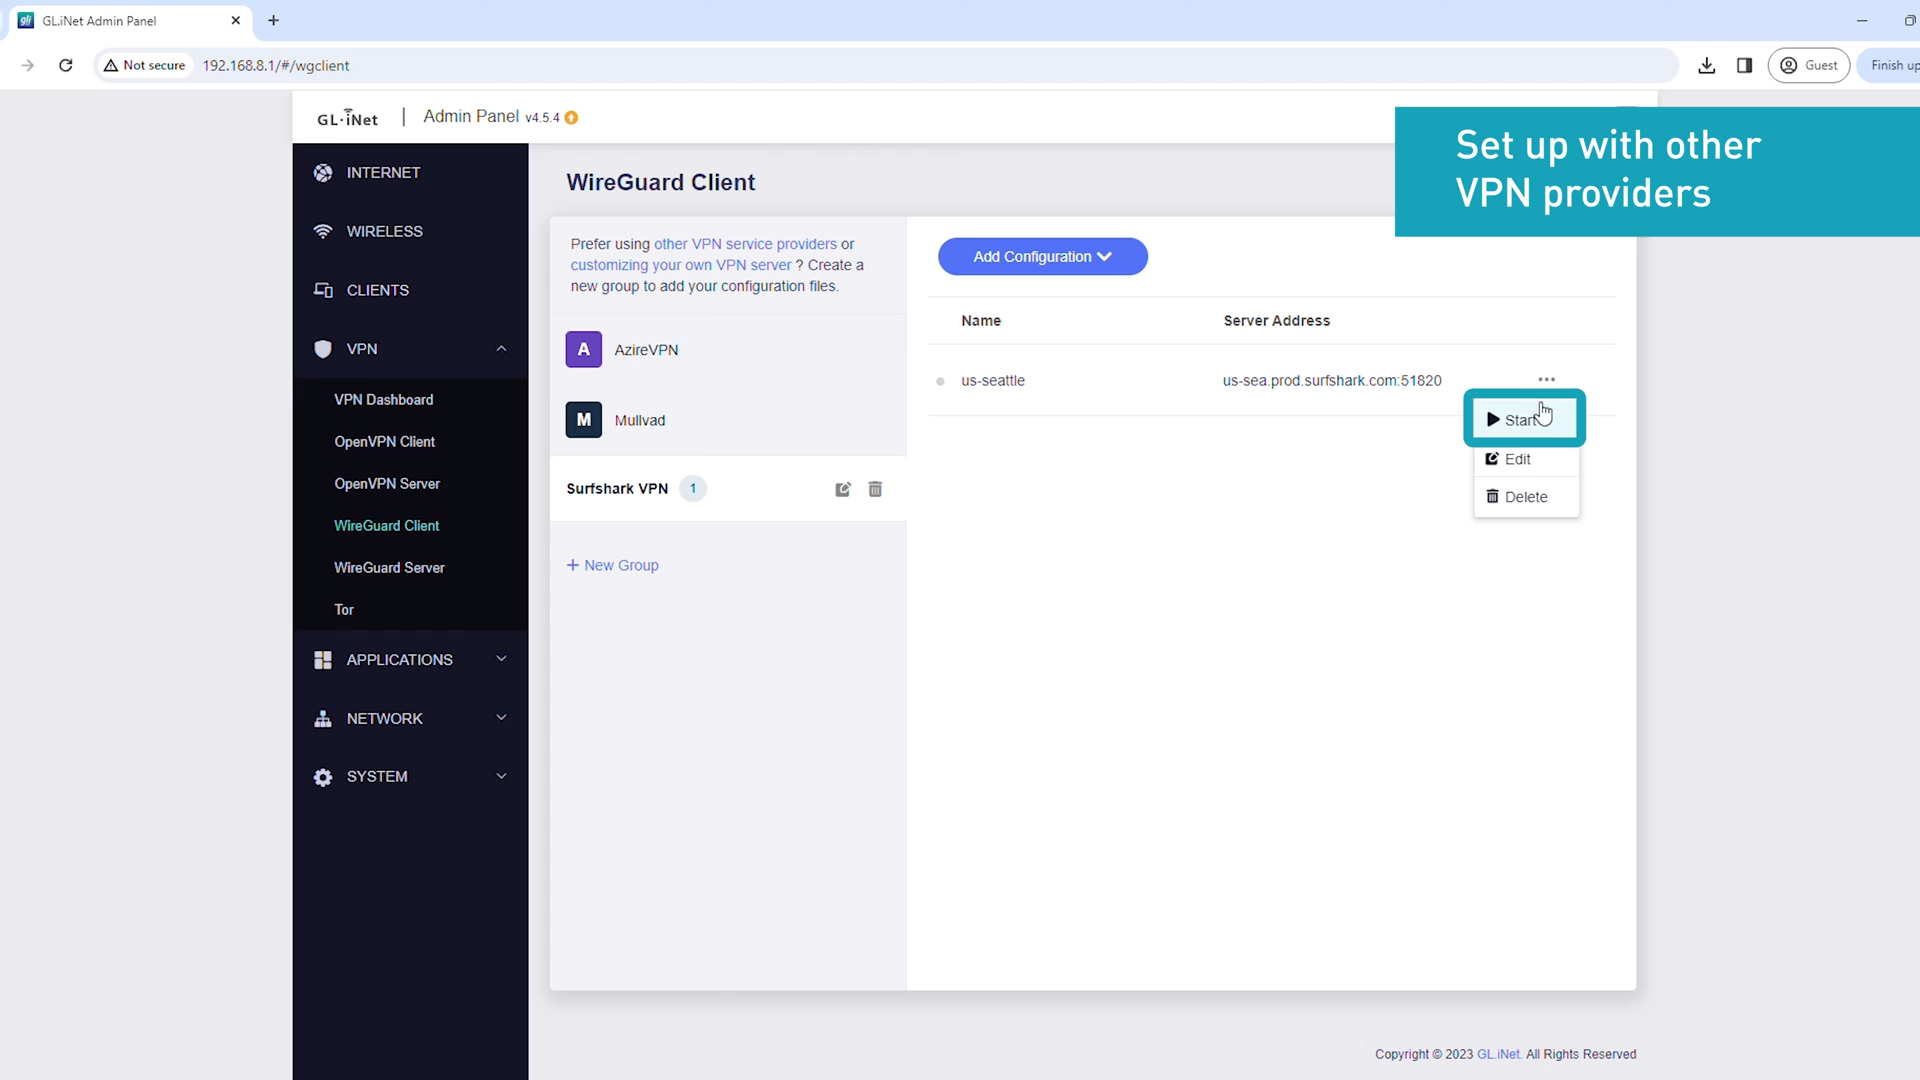 GL.iNet Admin Panel
Not secure
192.168.8.1/#/wgclient
Guest
Finish up
GL·iNet
Admin Panel v4.5.4
Set up with other
VPN providers
INTERNET
WIRELESS
CLIENTS
VPN
VPN Dashboard
OpenVPN Client
OpenVPN Server
WireGuard Client
WireGuard Server
Tor
APPLICATIONS
NETWORK
SYSTEM
WireGuard Client
Prefer using other VPN service providers or
customizing your own VPN server ? Create a
new group to add your configuration files.
A AzireVPN
M Mullvad
Surfshark VPN 1
+ New Group
Add Configuration
Name Server Address
us-seattle us-sea.prod.surfshark.com:51820
Start
Edit
Delete
Copyright © 2023 GL.iNet. All Rights Reserved